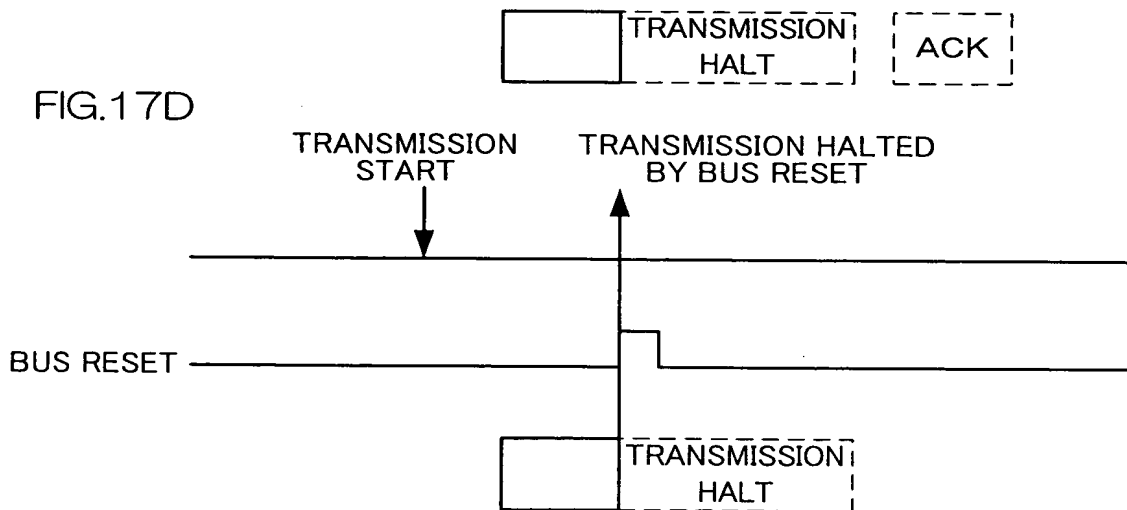 TRANSMISSION
HALT
ACK
FIG.17D
TRANSMISSION
START
TRANSMISSION HALTED
BY BUS RESET
BUS RESET
TRANSMISSION
HALT